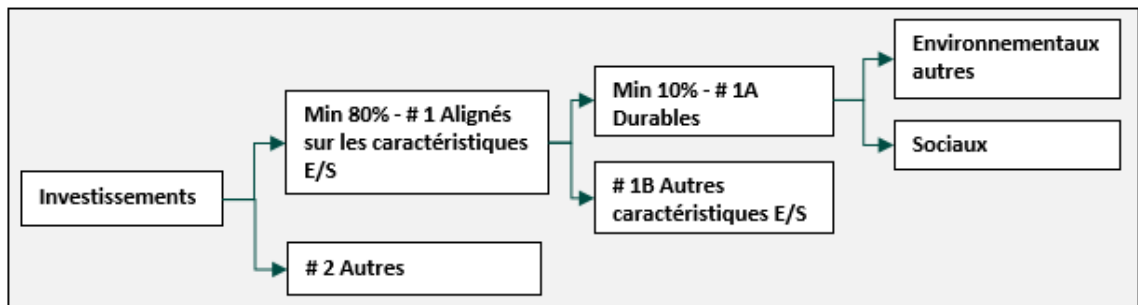 Investissements
Min 80% - # 1 Alignés
sur les caractéristiques
E/S
# 2 Autres
Min 10% - # 1A
Durables
# 1B Autres
caractéristiques E/S
Environnementaux
autres
Sociaux